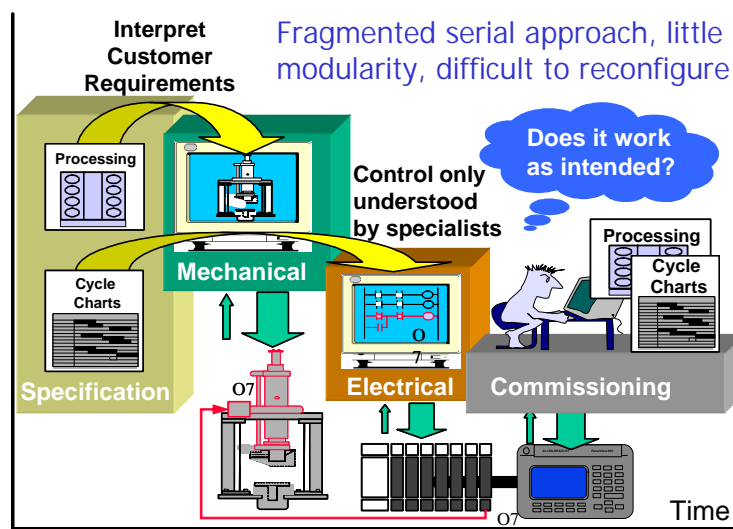 Interpret
Customer
Requirements
Fragmented serial approach, little
modularity, difficult to reconfigure
Processing
Does it work
as intended?
Control only
understood
by specialists
Processing
Cycle
Charts
Mechanical
Cycle
Charts
O
7
Specification
O7
Electrical
Commissioning
O7
Time